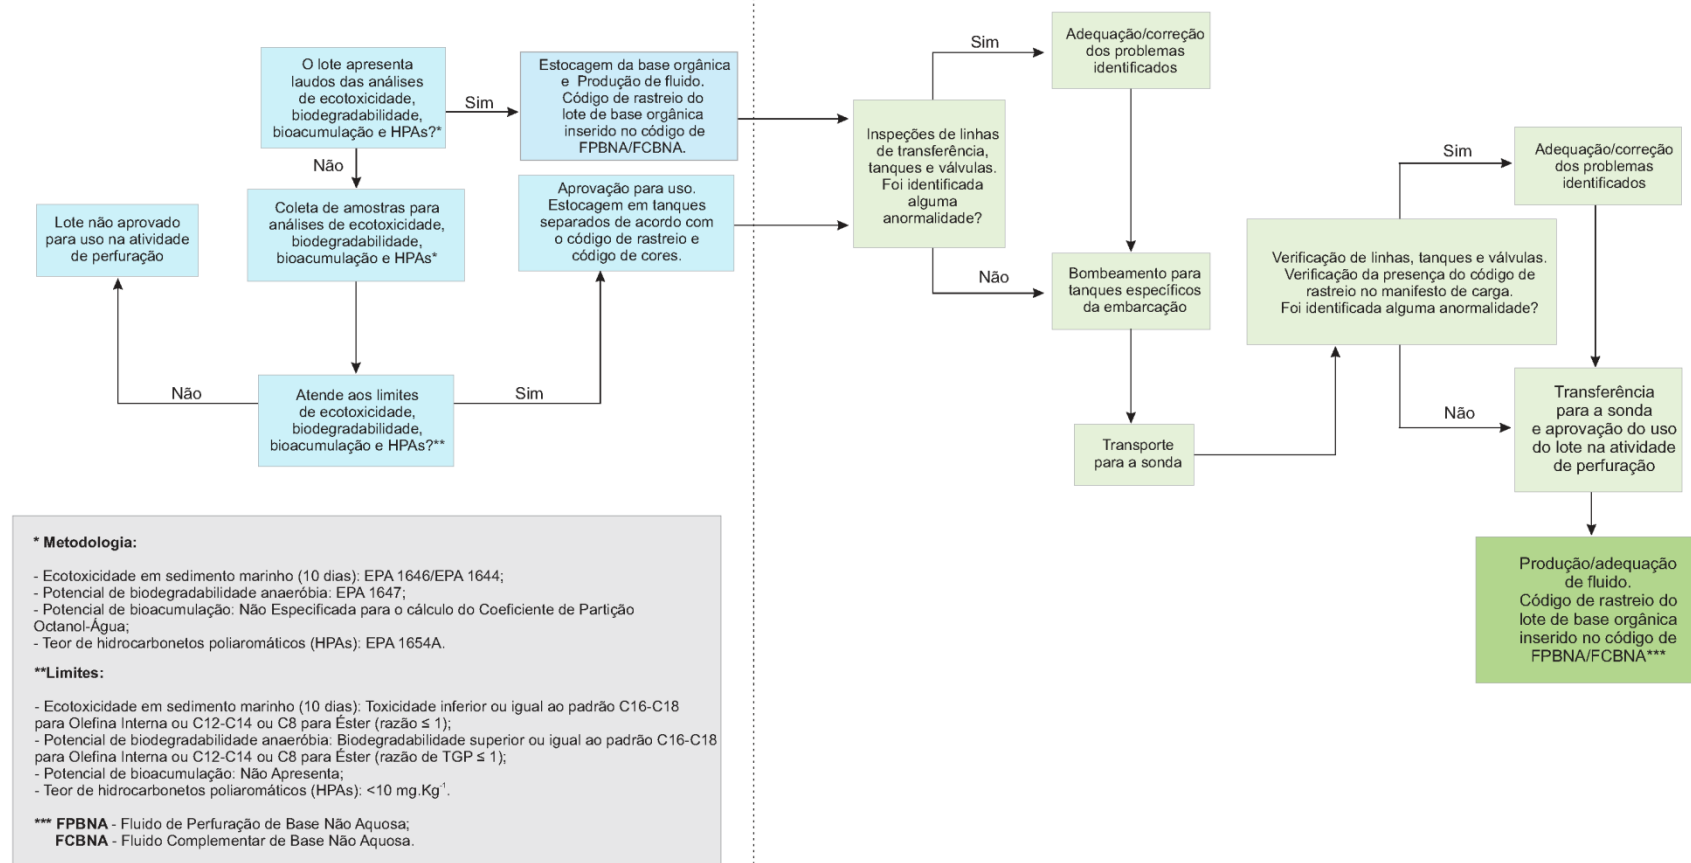 O lote apresenta
laudos das análises
de ecotoxicidade,
biodegradabilidade,
bioacumulação e HPAs?*
Sim
Estocagem da base orgânica
e Produção de fluido.
Código de rastreio do
lote de base orgânica
inserido no código de
FPBNA/FCBNA.
Não
Coleta de amostras para
análises de ecotoxicidade,
biodegradabilidade,
bioacumulação e HPAs*
Lote não aprovado
para uso na atividade
de perfuração
Aprovação para uso.
Estocagem em tanques
separados de acordo com
o código de rastreio e
código de cores.
Não
Atende aos limites
de ecotoxicidade,
biodegradabilidade,
bioacumulação e HPAs?**
Sim
Inspeções de linhas
de transferência,
tanques e válvulas.
Foi identificada
alguma
anormalidade?
Sim
Adequação/correção
dos problemas
identificados
Não
Bombeamento para
tanques específicos
da embarcação
Transporte
para a sonda
Verificação de linhas, tanques e válvulas.
Verificação da presença do código de
rastreio no manifesto de carga.
Foi identificada alguma anormalidade?
Sim
Adequação/correção
dos problemas
identificados
Não
Transferência
para a sonda
e aprovação do uso
do lote na atividade
de perfuração
Produção/adequação
de fluido.
Código de rastreio do
lote de base orgânica
inserido no código de
FPBNA/FCBNA***
* Metodologia:
- Ecotoxicidade em sedimento marinho (10 dias): EPA 1646/EPA 1644;
- Potencial de biodegradabilidade anaeróbia: EPA 1647;
- Potencial de bioacumulação: Não Especificada para o cálculo do Coeficiente de Partição
Octanol-Água;
- Teor de hidrocarbonetos poliaromáticos (HPAs): EPA 1654A.
**Limites:
- Ecotoxicidade em sedimento marinho (10 dias): Toxicidade inferior ou igual ao padrão C16-C18
para Olefina Interna ou C12-C14 ou C8 para Éster (razão ≤ 1);
- Potencial de biodegradabilidade anaeróbia: Biodegradabilidade superior ou igual ao padrão C16-C18
para Olefina Interna ou C12-C14 ou C8 para Éster (razão de TGP ≤ 1);
- Potencial de bioacumulação: Não Apresenta;
- Teor de hidrocarbonetos poliaromáticos (HPAs): <10 mg.Kg⁻¹.
*** FPBNA - Fluido de Perfuração de Base Não Aquosa;
FCBNA - Fluido Complementar de Base Não Aquosa.